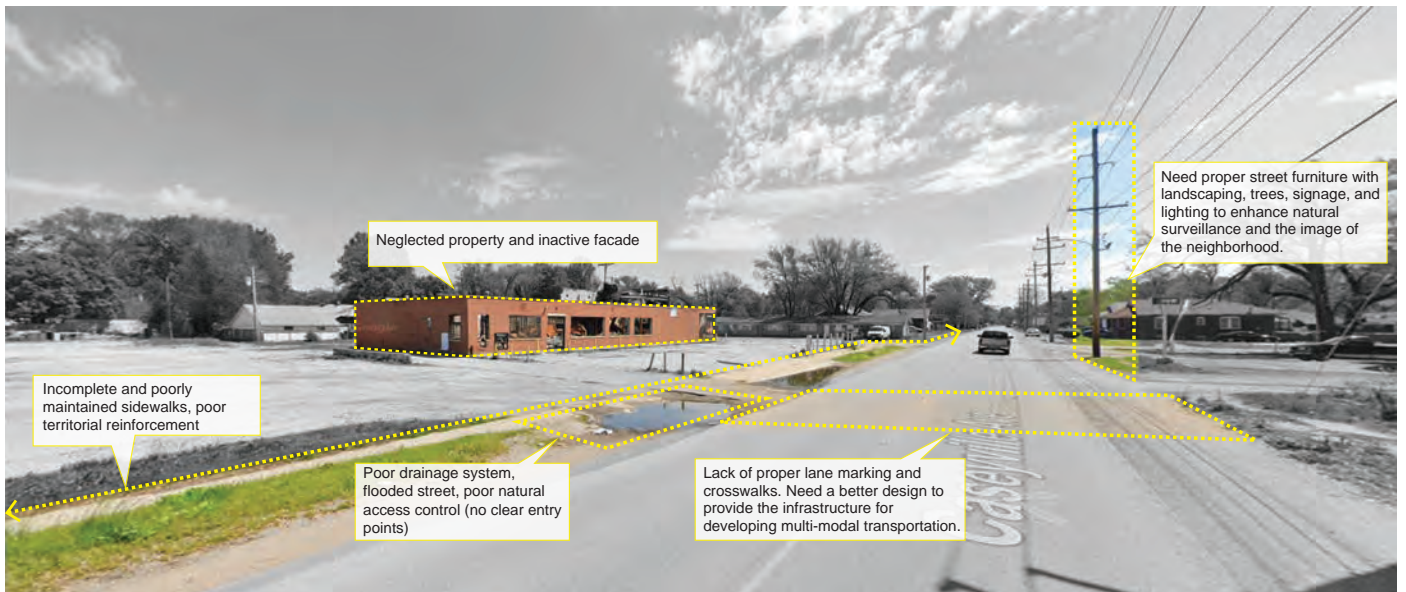 Need proper street furniture with
landscaping, trees, signage, and
lighting to enhance natural
surveillance and the image of
the neighborhood.
Neglected property and inactive facade
Incomplete and poorly
maintained sidewalks, poor
territorial reinforcement
Poor drainage system,
flooded street, poor natural
access control (no clear entry
points)
Lack of proper lane marking and
crosswalks. Need a better design to
provide the infrastructure for
developing multi-modal transportation.